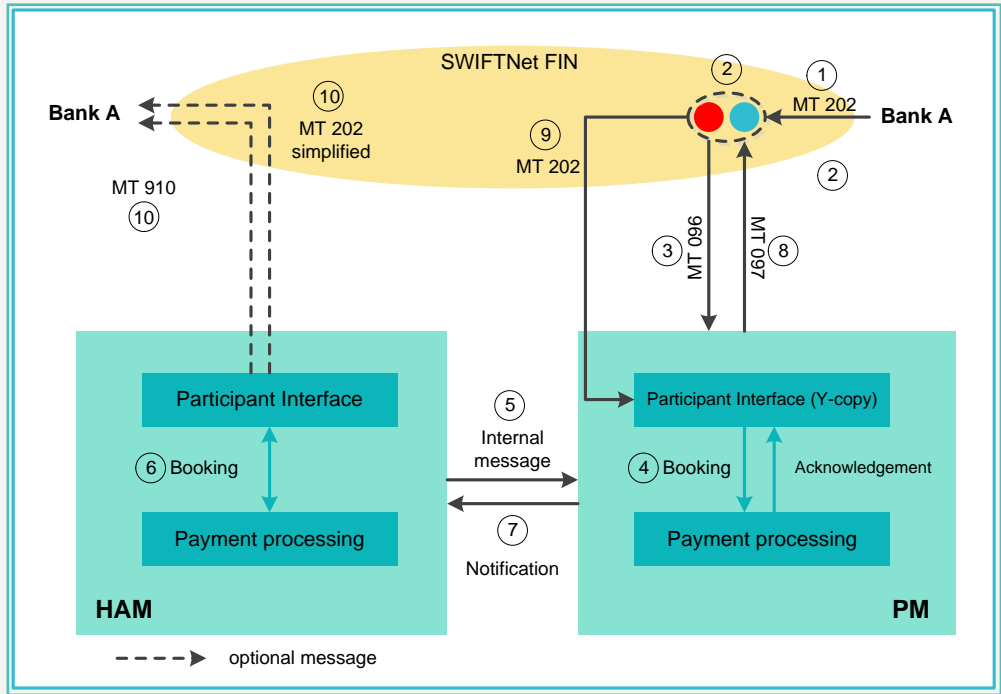 SWIFTNet FIN
2
1
MT 202
Bank A
10
MT 202
simplified
9
MT 202
Bank A
2
MT 910
10
3
MT 096
MT 097
8
Participant Interface
6 Booking
Payment processing
HAM
5
Internal
message
7
Notification
Participant Interface (Y-copy)
4 Booking
Acknowledgement
Payment processing
PM
optional message